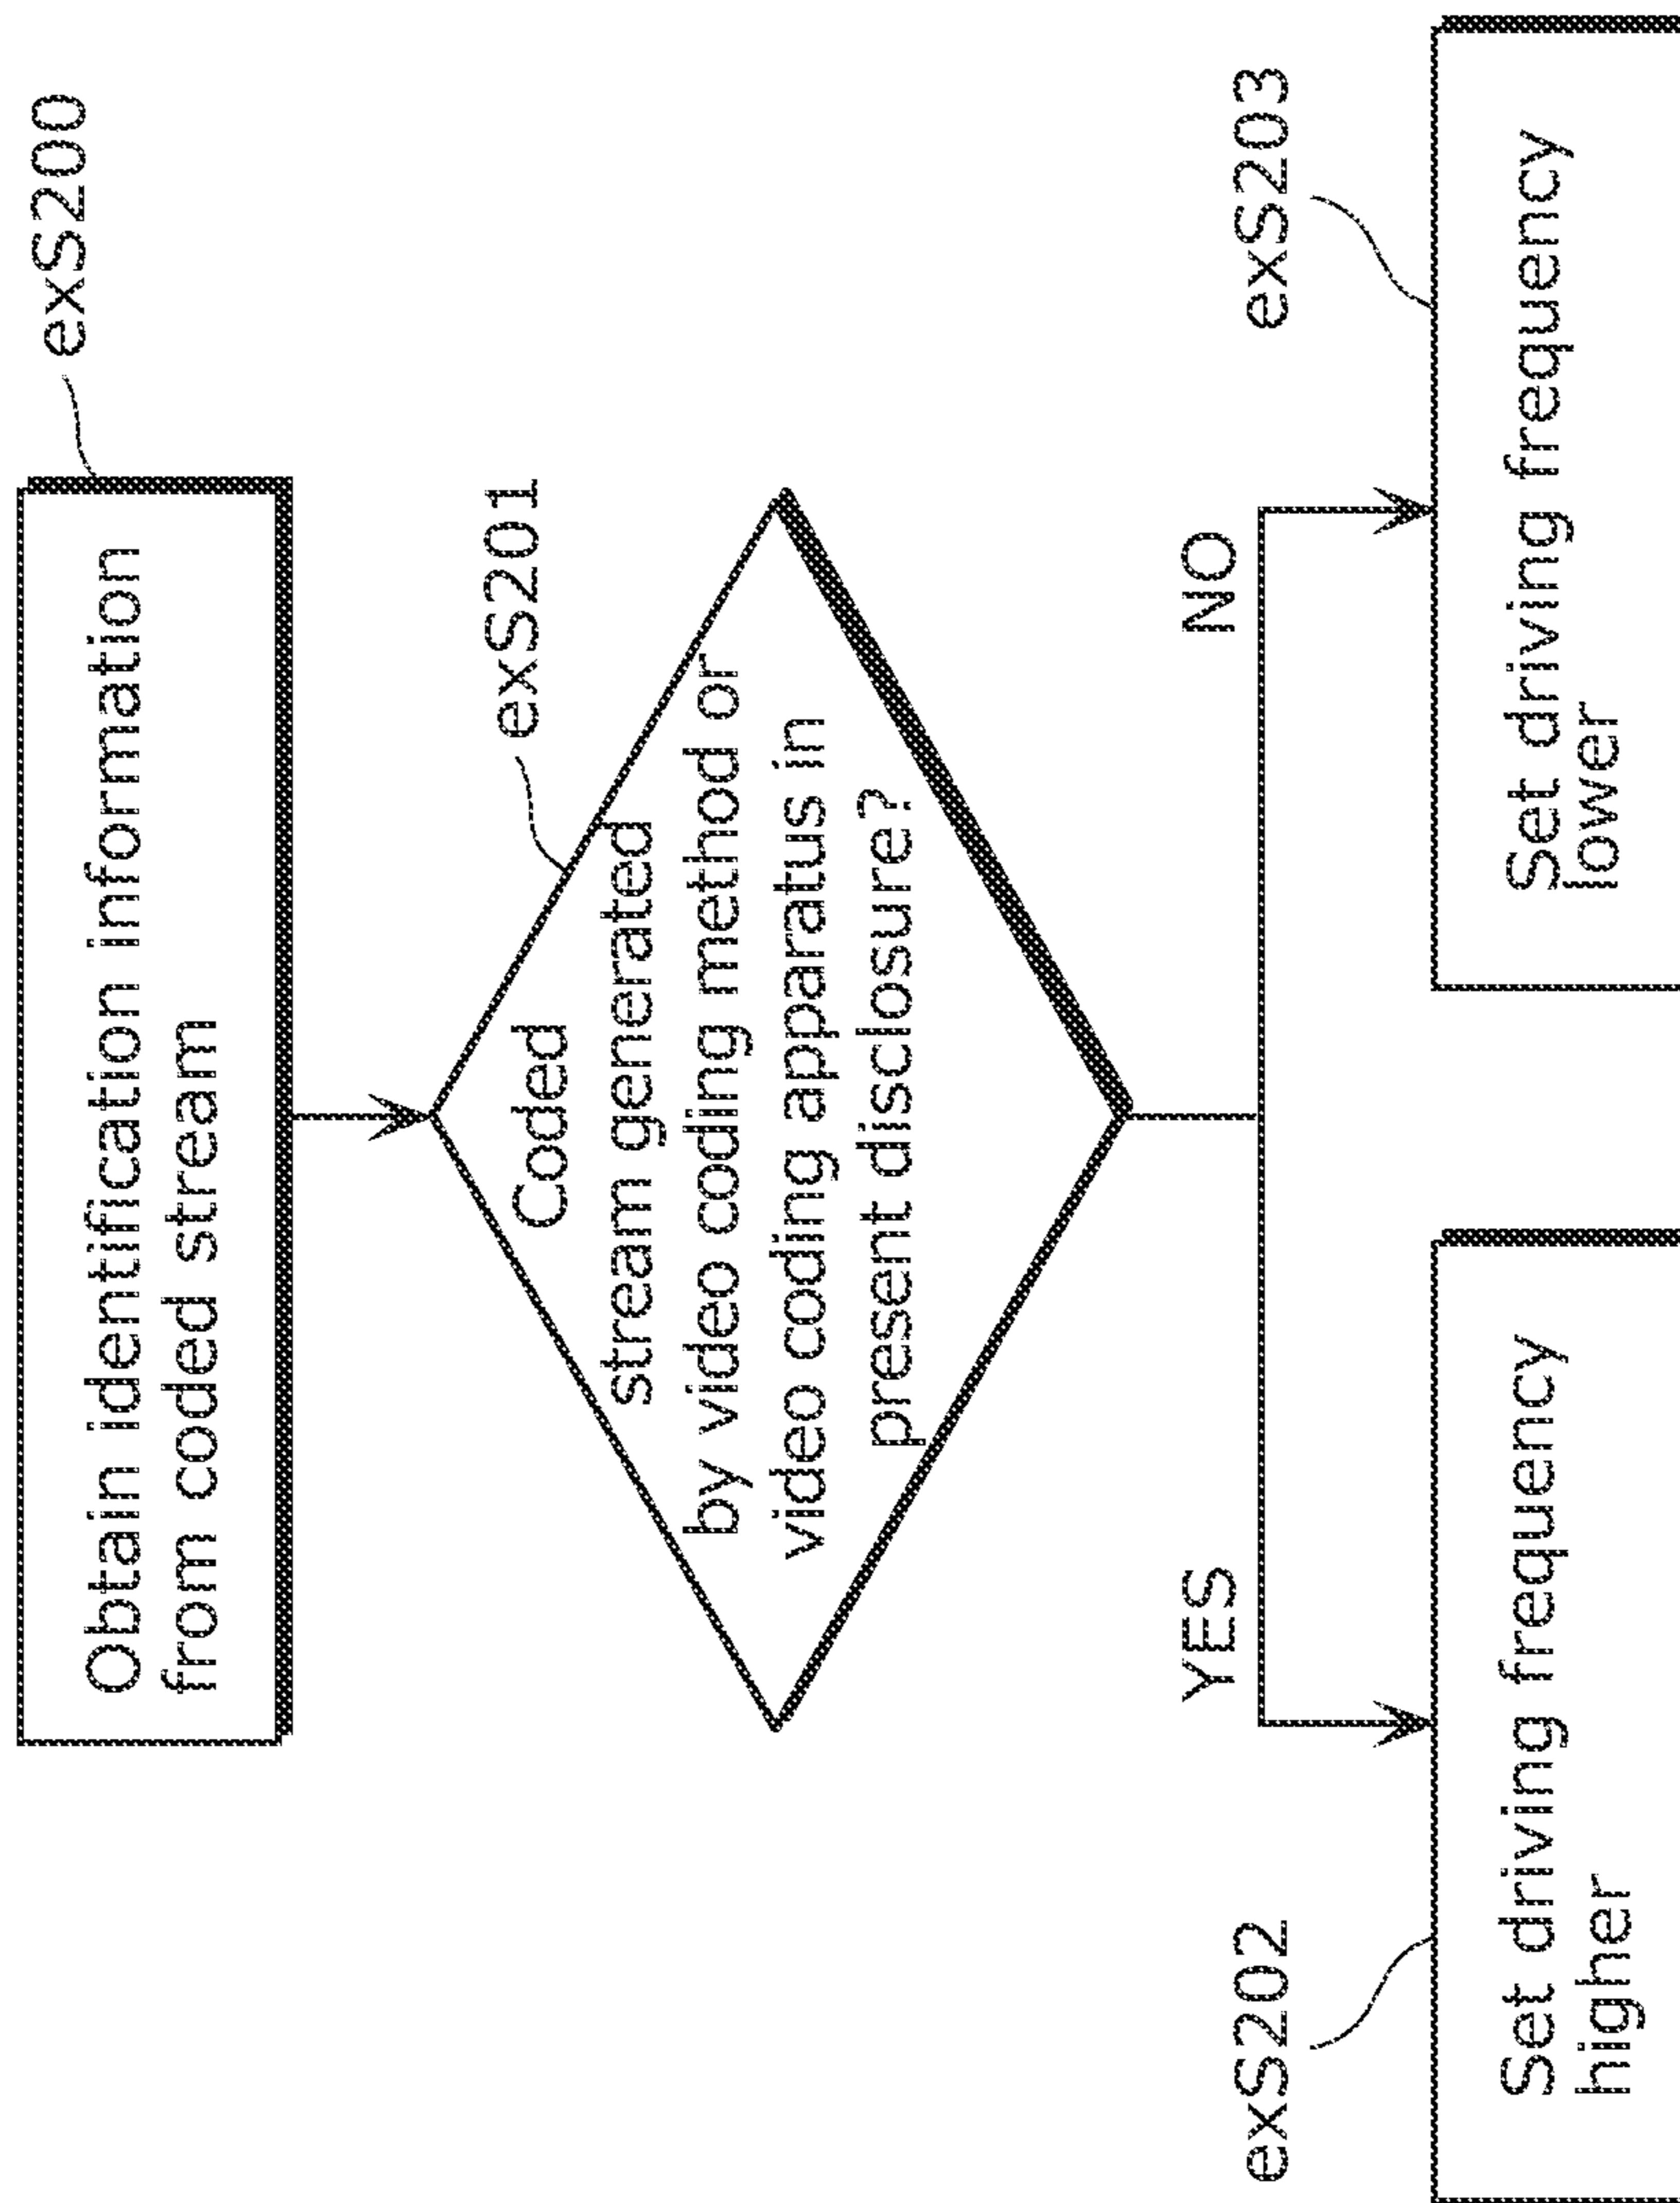 exS200
Obtain identification information
from coded stream
exS201
Coded
stream generated
by video coding method or
video coding apparatus in
present disclosure?
YES
NO
exS202
exS203
Set driving frequency
higher
Set driving frequency
lower